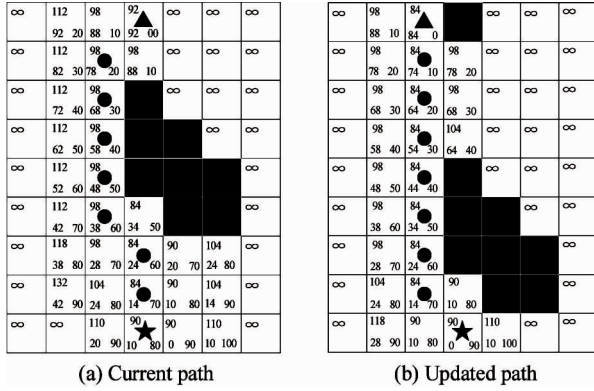 ∞ 112 98 92 ∞ ∞ ∞
92 20 88 10 92 00
∞ 112 98 98 ∞ ∞ ∞
82 30 78 20 88 10
∞ 112 98 ∞ ∞ ∞
72 40 68 30
∞ 112 98 ∞ ∞
62 50 58 40
∞ 112 98 ∞
52 60 48 50
∞ 112 98 84 ∞
42 70 38 60 34 50
∞ 118 98 84 90 104 ∞
38 80 28 70 24 60 20 70 24 80
∞ 132 104 84 90 104 ∞
42 90 24 80 14 70 10 80 14 90
∞ ∞ 110 90 90 110 ∞
20 90 10 80 0 90 10 100
(a) Current path
∞ 98 84 ∞ ∞ ∞
88 10 84 0
∞ 98 84 98 ∞ ∞ ∞
78 20 74 10 78 20
∞ 98 84 98 ∞ ∞ ∞
68 30 64 20 68 30
∞ 98 84 104 ∞ ∞ ∞
58 40 54 30 64 40
∞ 98 84 ∞ ∞ ∞
48 50 44 40
∞ 98 84 ∞ ∞
38 60 34 50
∞ 98 84 ∞
28 70 24 60
∞ 104 84 90 ∞
24 80 14 70 10 80
∞ 118 90 90 110 ∞ ∞
28 90 10 80 0 90 10 100
(b) Updated path